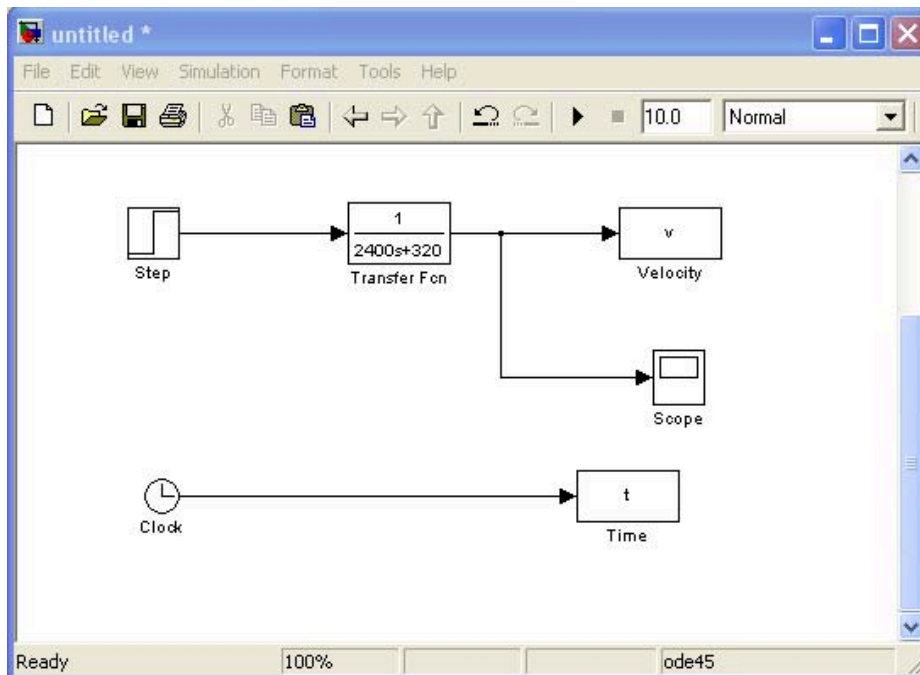 untitled *
File Edit View Simulation Format Tools Help
10.0 Normal
1
2400s+320
Step
Transfer Fcn
v
Velocity
Scope
Clock
t
Time
Ready 100% ode45